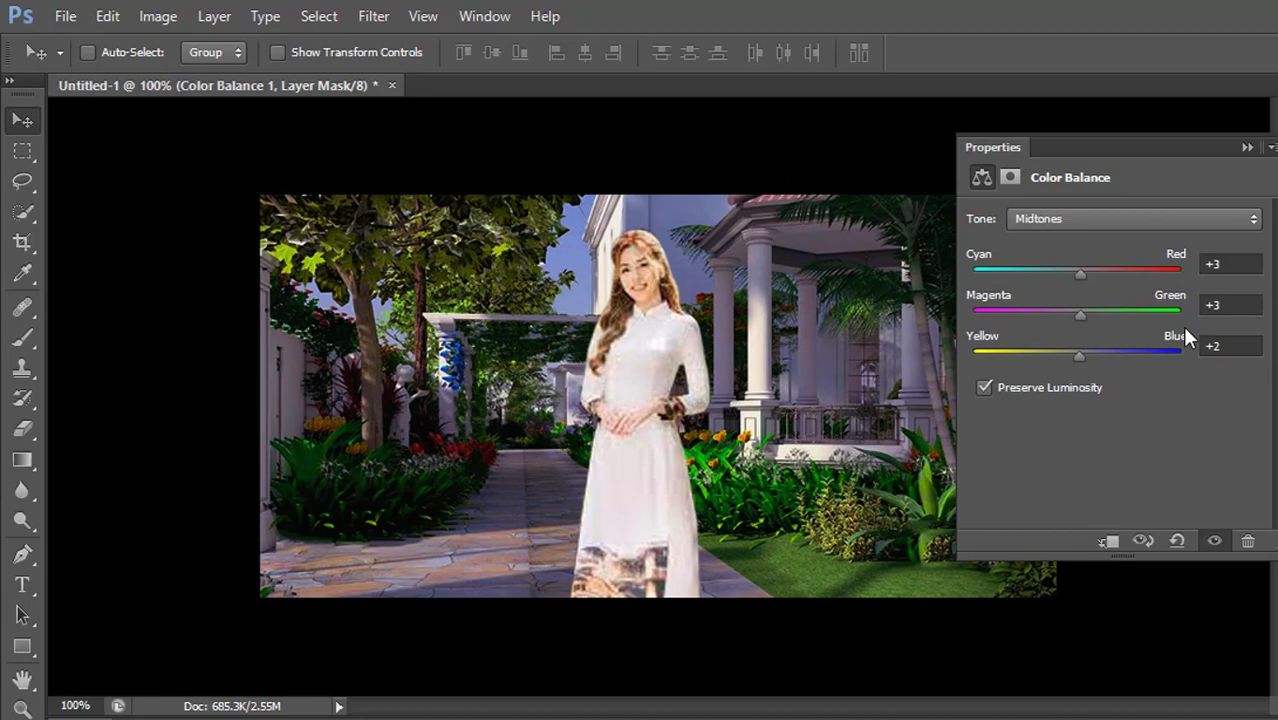 Ps File Edit Image Layer Type Select Filter View Window Help
Auto-Select: Group Show Transform Controls
Untitled-1 @ 100% (Color Balance 1, Layer Mask/8) * ×
Properties
Color Balance
Tone: Midtones
Cyan Red +3
Magenta Green +3
Yellow Blue +2
Preserve Luminosity
T
100% Doc: 685.3K/2.55M